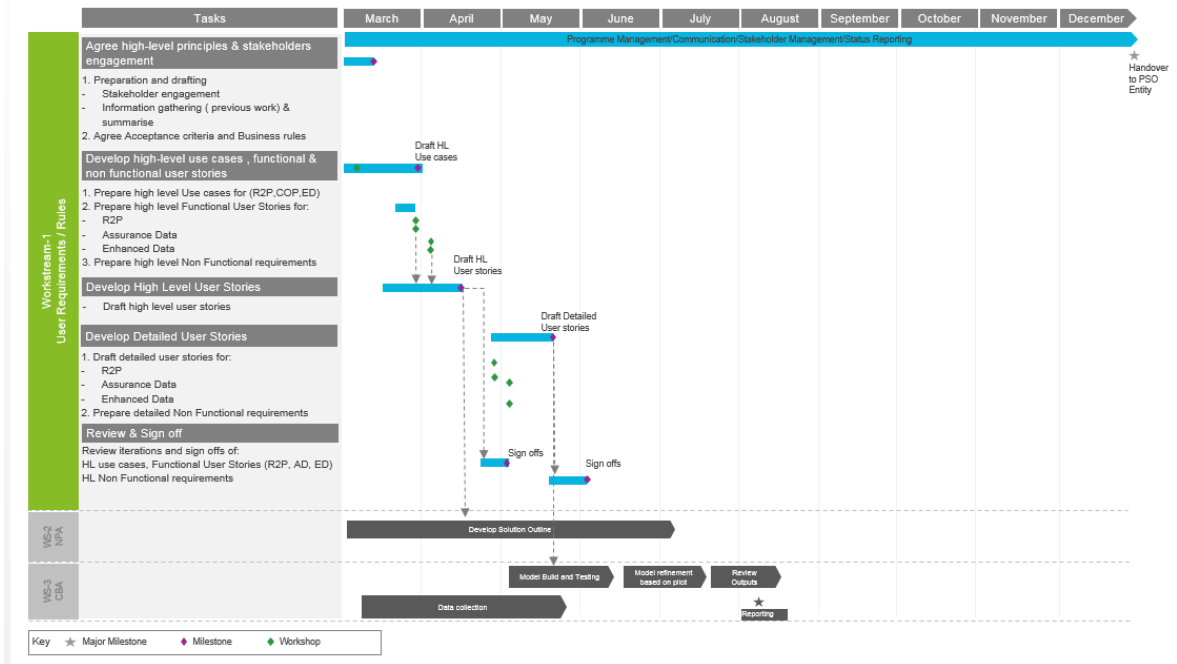 Tasks
March
April
May
June
July
August
September
October
November
December
Programme Management/Communication/Stakeholder Management/Status Reporting
Handover
to PSO
Entity
Workstream-1
User Requirements / Rules
Agree high-level principles & stakeholders
engagement
1. Preparation and drafting
- Stakeholder engagement
- Information gathering ( previous work) &
summarise
2. Agree Acceptance criteria and Business rules
Draft HL
Use cases
Develop high-level use cases , functional &
non functional user stories
1. Prepare high level Use cases for (R2P,COP,ED)
2. Prepare high level Functional User Stories for:
- R2P
- Assurance Data
- Enhanced Data
3. Prepare high level Non Functional requirements
Draft HL
User stories
Develop High Level User Stories
- Draft high level user stories
Draft Detailed
User stories
Develop Detailed User Stories
1. Draft detailed user stories for:
- R2P
- Assurance Data
- Enhanced Data
2. Prepare detailed Non Functional requirements
Review & Sign off
Review iterations and sign offs of:
HL use cases, Functional User Stories (R2P, AD, ED)
HL Non Functional requirements
Sign offs
Sign offs
WS-2
NPA
Develop Solution Outline
WS-3
CBA
Model Build and Testing
Model refinement
based on pilot
Review
Outputs
Data collection
Reporting
Key
Major Milestone
Milestone
Workshop